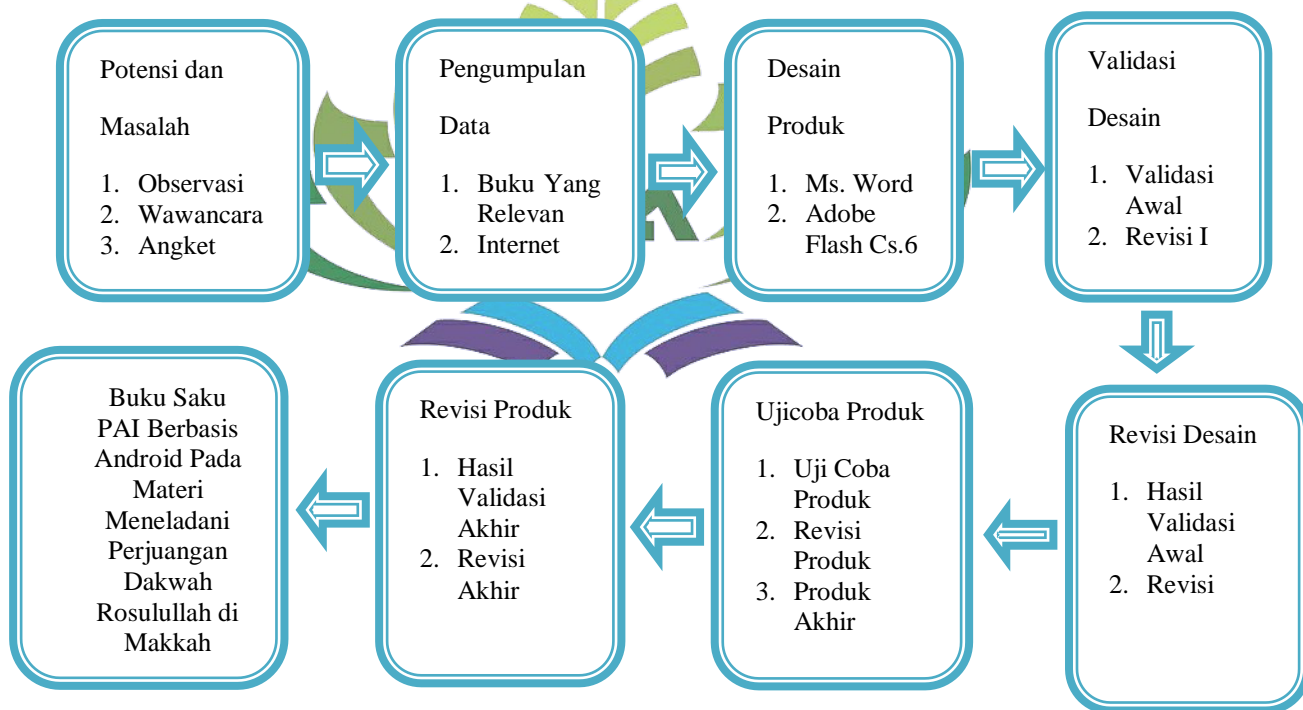 Potensi dan
Masalah
1. Observasi
2. Wawancara
3. Angket
Pengumpulan
Data
1. Buku Yang
Relevan
2. Internet
Desain
Produk
1. Ms. Word
2. Adobe
Flash Cs.6
Validasi
Desain
1. Validasi
Awal
2. Revisi I
Revisi Desain
1. Hasil
Validasi
Awal
2. Revisi
Ujicoba Produk
1. Uji Coba
Produk
2. Revisi
Produk
3. Produk
Akhir
Revisi Produk
1. Hasil
Validasi
Akhir
2. Revisi
Akhir
Buku Saku
PAI Berbasis
Android Pada
Materi
Meneladani
Perjuangan
Dakwah
Rosulullah di
Makkah